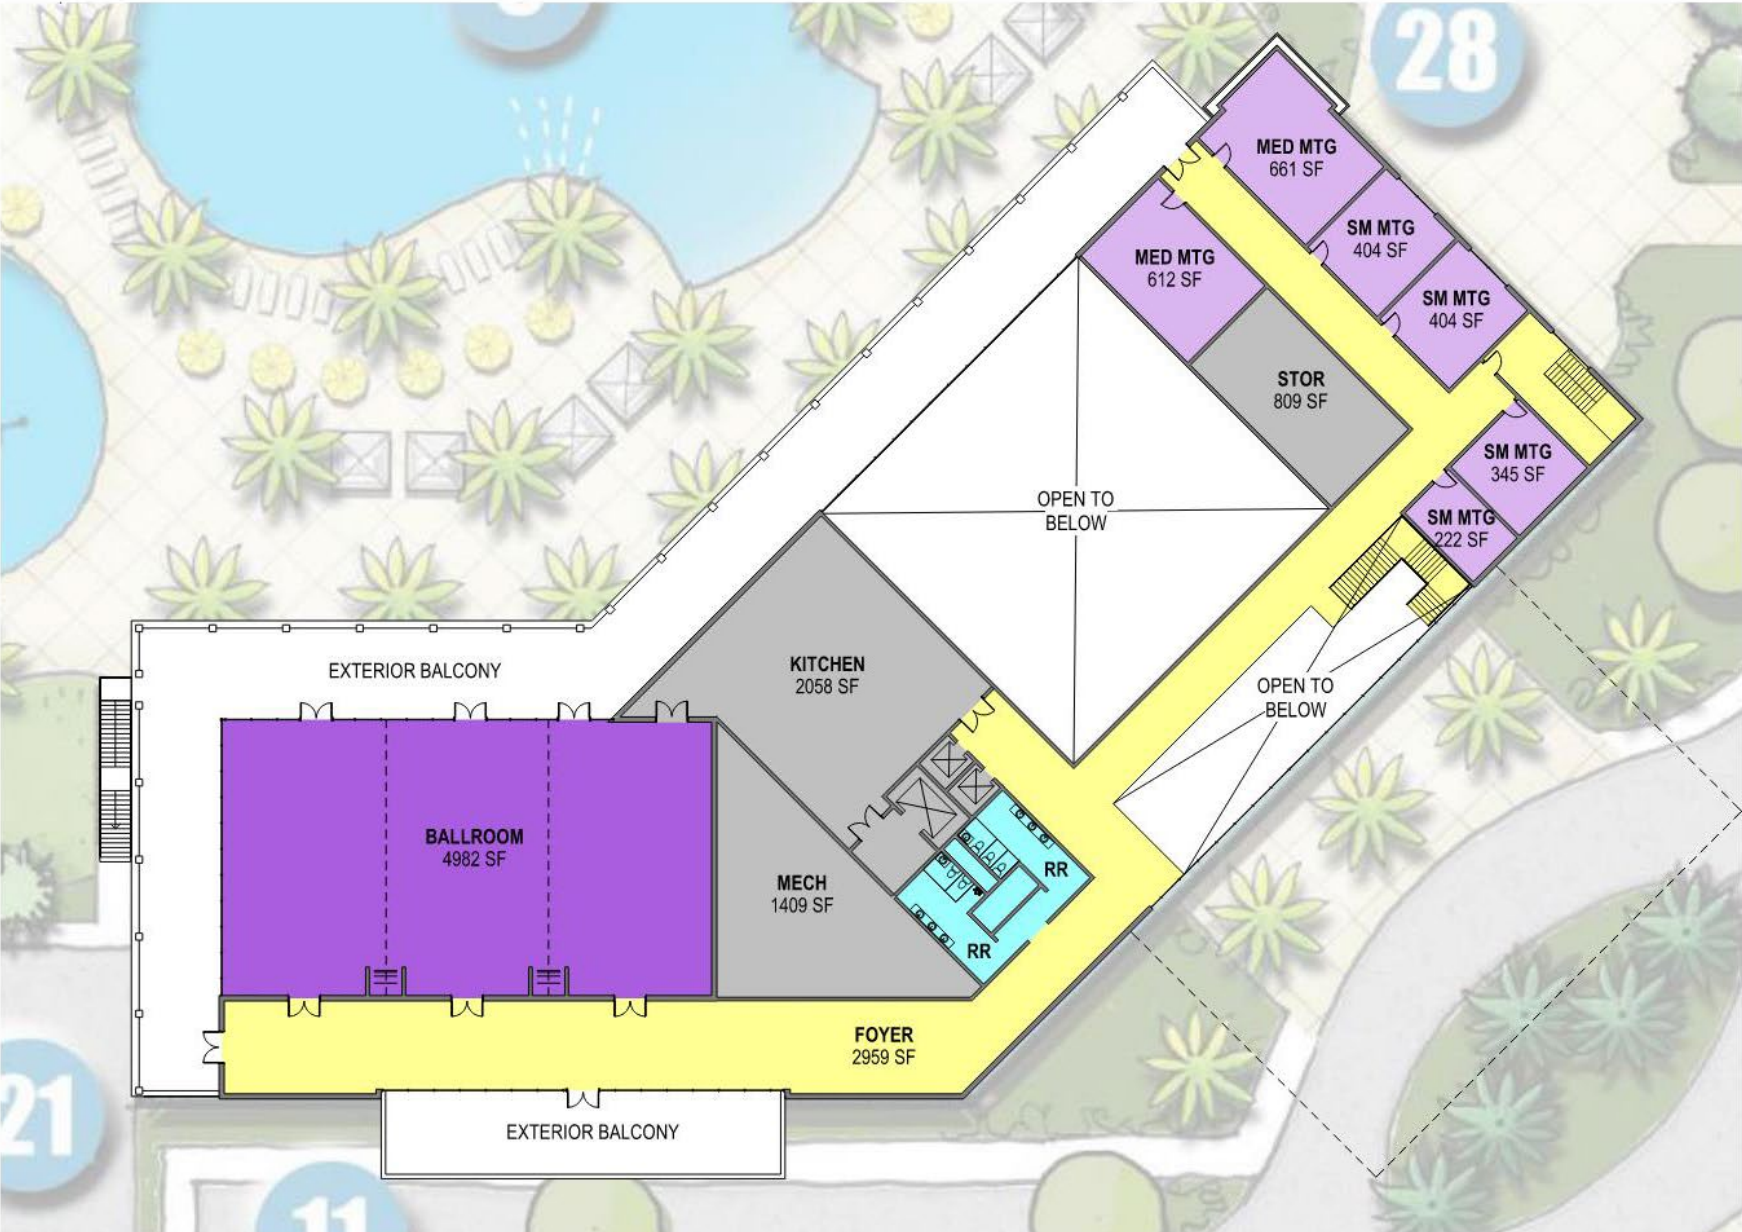 28
MED MTG
661 SF
SM MTG
404 SF
MED MTG
612 SF
SM MTG
404 SF
STOR
809 SF
SM MTG
345 SF
OPEN TO
BELOW
SM MTG
222 SF
KITCHEN
2058 SF
EXTERIOR BALCONY
OPEN TO
BELOW
BALLROOM
4982 SF
MECH
1409 SF
RR
RR
FOYER
2959 SF
21
EXTERIOR BALCONY
11